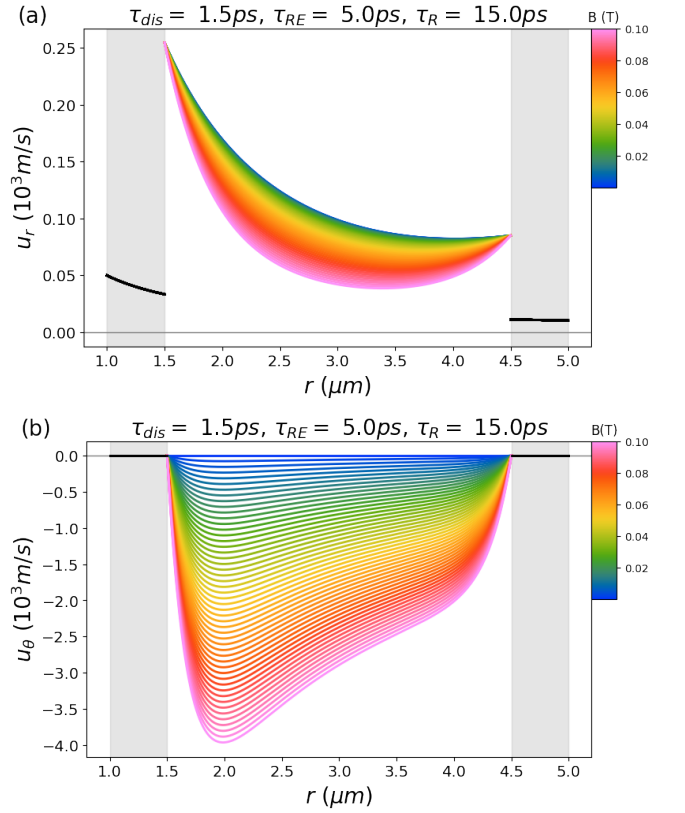 (a)
τ_dis = 1.5ps, τ_RE = 5.0ps, τ_R = 15.0ps
B (T)
0.10
0.08
0.06
0.04
0.02
0.25
0.20
0.15
0.10
0.05
0.00
u_r (10³m/s)
1.0 1.5 2.0 2.5 3.0 3.5 4.0 4.5 5.0
r (μm)
(b)
τ_dis = 1.5ps, τ_RE = 5.0ps, τ_R = 15.0ps
B(T)
0.10
0.08
0.06
0.04
0.02
0.0
−0.5
−1.0
−1.5
−2.0
−2.5
−3.0
−3.5
−4.0
u_θ (10³m/s)
1.0 1.5 2.0 2.5 3.0 3.5 4.0 4.5 5.0
r (μm)